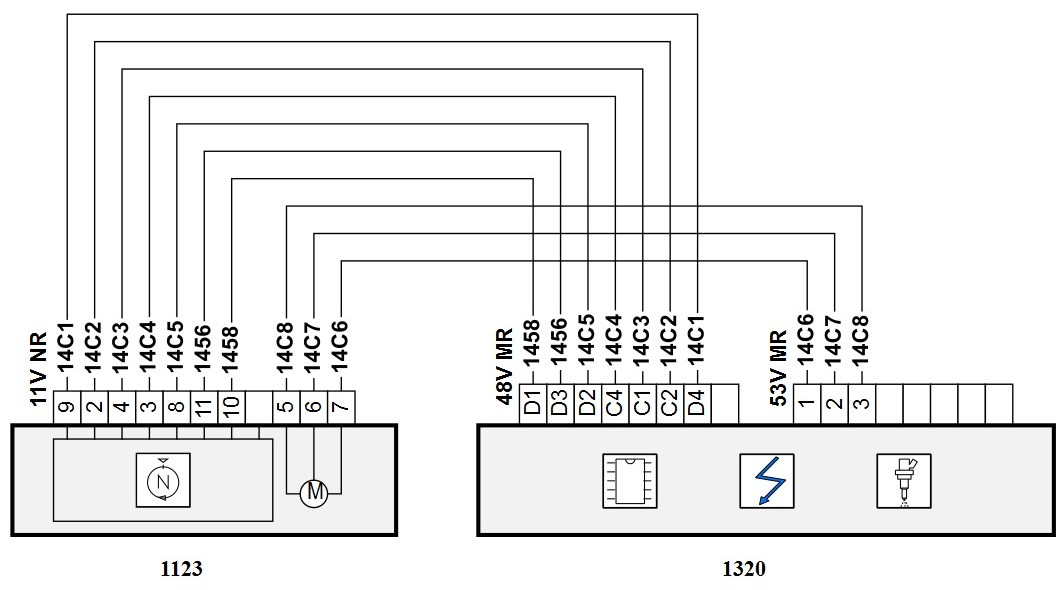 11V NR 14C1 14C2 14C3 14C4 14C5 1456 1458 14C8 14C7 14C6
48V MR 1458 1456 14C5 14C4 14C3 14C2 14C1
53V MR 14C6 14C7 14C8
9 2 4 3 8 11 10 5 6 7
D1 D3 D2 C4 C1 C2 D4
1 2 3
N
M
1123
1320